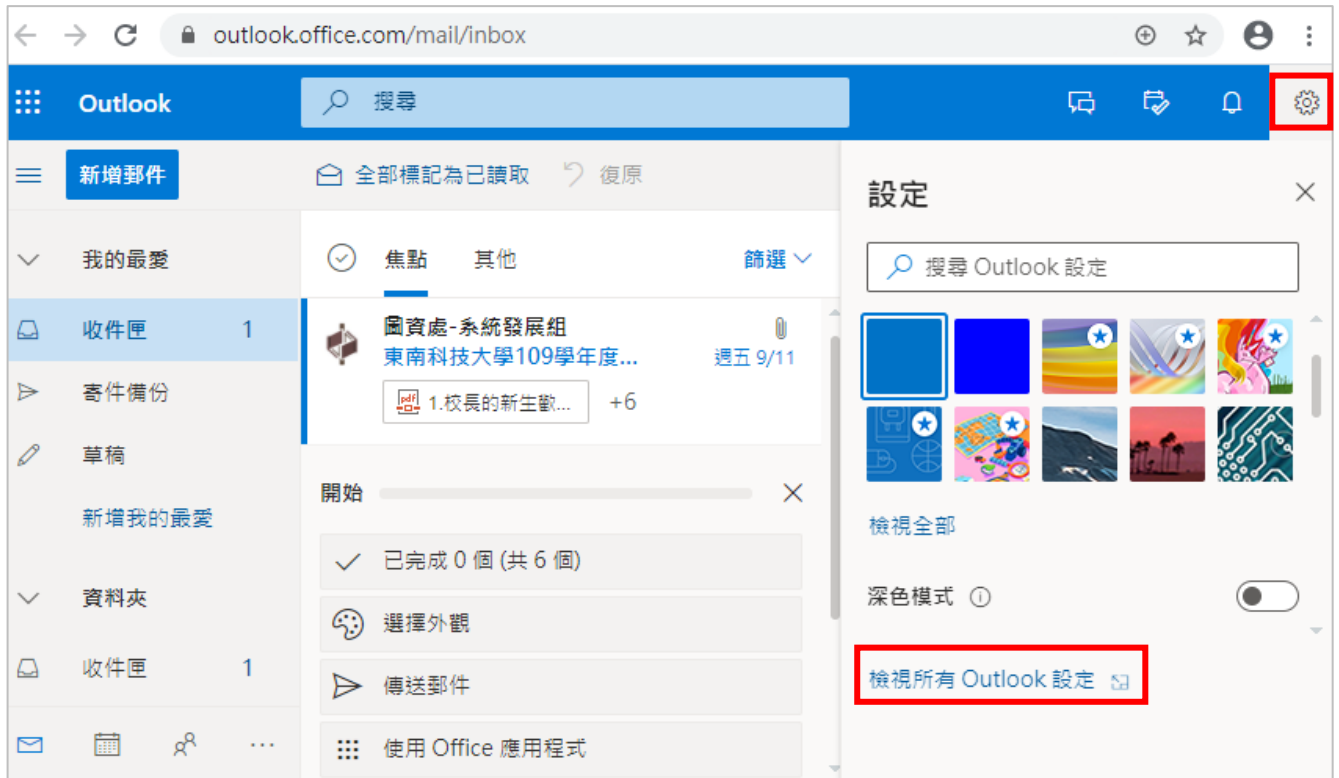 outlook.office.com/mail/inbox
Outlook
搜尋
新增郵件
全部標記為已讀取
復原
我的最愛
收件匣 1
寄件備份
草稿
新增我的最愛
資料夾
收件匣 1
焦點 其他 篩選
圖資處-系統發展組
東南科技大學109學年度... 週五 9/11
pdf 1.校長的新生歡... +6
開始
已完成 0 個 (共 6 個)
選擇外觀
傳送郵件
使用 Office 應用程式
設定
搜尋 Outlook 設定
檢視全部
深色模式
檢視所有 Outlook 設定